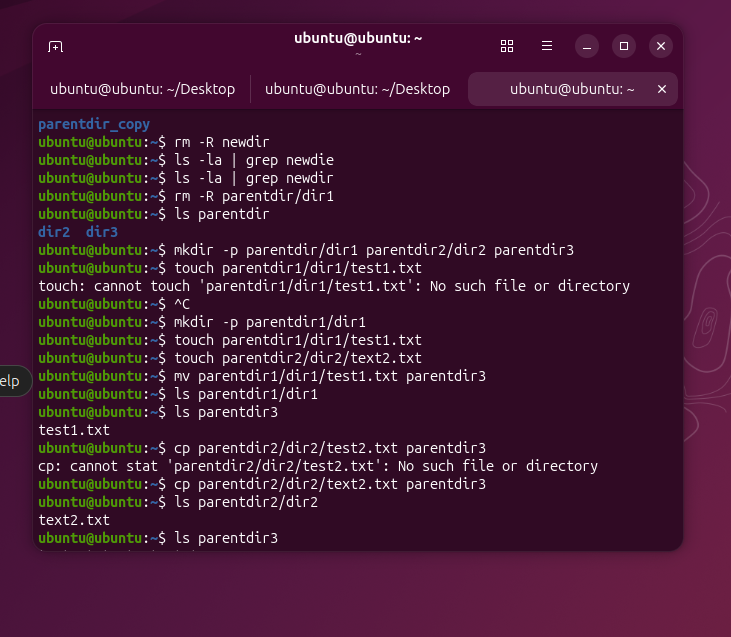 ubuntu@ubuntu: ~
~
ubuntu@ubuntu: ~/Desktop
ubuntu@ubuntu: ~/Desktop
ubuntu@ubuntu: ~
parentdir_copy
ubuntu@ubuntu:~$ rm -R newdir
ubuntu@ubuntu:~$ ls -la | grep newdie
ubuntu@ubuntu:~$ ls -la | grep newdir
ubuntu@ubuntu:~$ rm -R parentdir/dir1
ubuntu@ubuntu:~$ ls parentdir
dir2  dir3
ubuntu@ubuntu:~$ mkdir -p parentdir/dir1 parentdir2/dir2 parentdir3
ubuntu@ubuntu:~$ touch parentdir1/dir1/test1.txt
touch: cannot touch 'parentdir1/dir1/test1.txt': No such file or directory
ubuntu@ubuntu:~$ ^C
ubuntu@ubuntu:~$ mkdir -p parentdir1/dir1
ubuntu@ubuntu:~$ touch parentdir1/dir1/test1.txt
ubuntu@ubuntu:~$ touch parentdir2/dir2/text2.txt
ubuntu@ubuntu:~$ mv parentdir1/dir1/test1.txt parentdir3
elp
ubuntu@ubuntu:~$ ls parentdir1/dir1
ubuntu@ubuntu:~$ ls parentdir3
test1.txt
ubuntu@ubuntu:~$ cp parentdir2/dir2/test2.txt parentdir3
cp: cannot stat 'parentdir2/dir2/test2.txt': No such file or directory
ubuntu@ubuntu:~$ cp parentdir2/dir2/text2.txt parentdir3
ubuntu@ubuntu:~$ ls parentdir2/dir2
text2.txt
ubuntu@ubuntu:~$ ls parentdir3